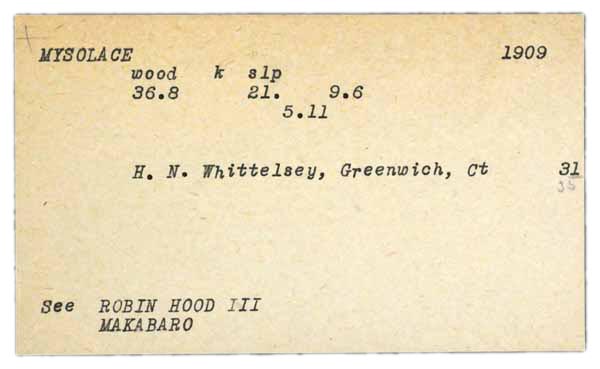 MYSOLACE 1909
wood k slp
36.8 21. 9.6
5.11
H. N. Whittelsey, Greenwich, Ct 31
35
See ROBIN HOOD III
MAKABARO